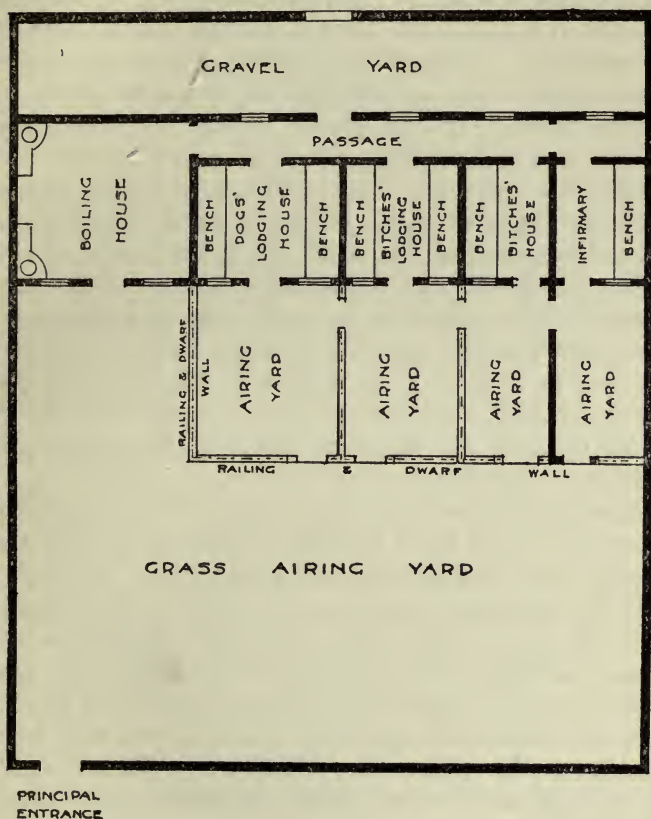 GRAVEL YARD
PASSAGE
BOILING
HOUSE
BENCH
DOGS'
LODGING
HOUSE
BENCH
BENCH
BITCHES'
LODGING
HOUSE
BENCH
BENCH
BITCHES'
HOUSE
INFIRMARY
BENCH
RAILING & DWARF
WALL
AIRING
YARD
AIRING
YARD
AIRING
YARD
AIRING
YARD
RAILING & DWARF WALL
GRASS AIRING YARD
PRINCIPAL
ENTRANCE